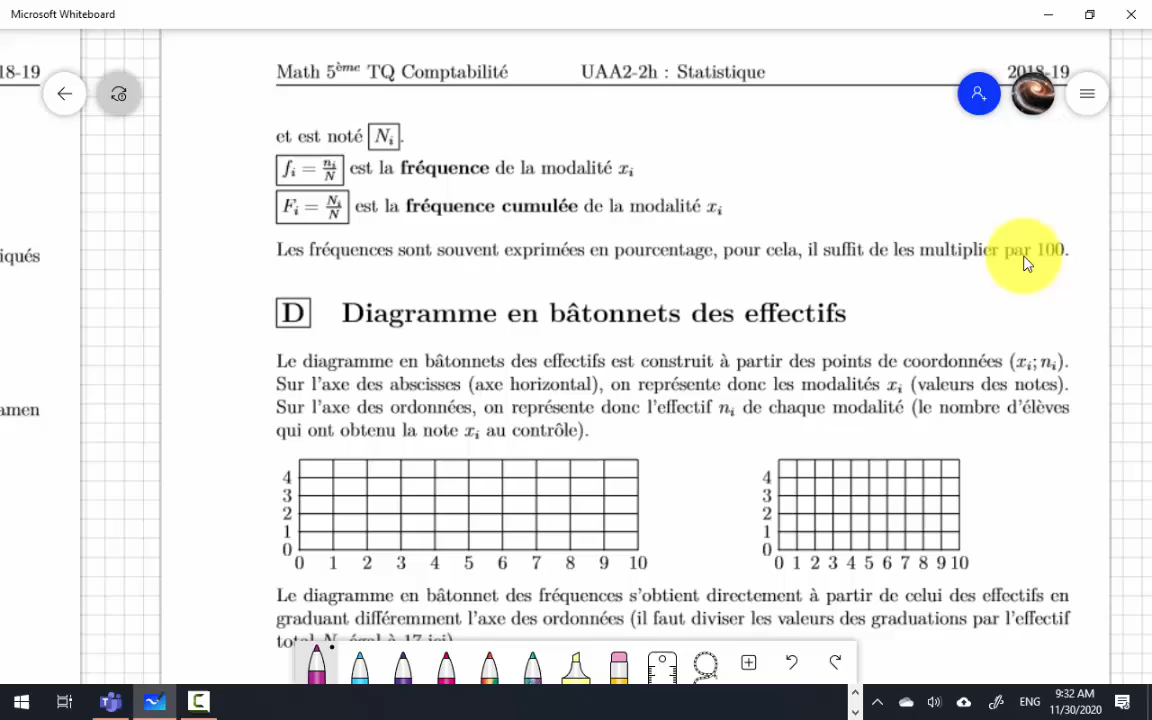 Microsoft Whiteboard
18-19
Math 5ème TQ Comptabilité UAA2-2h : Statistique 2018-19
et est noté Ni.
fi = ni/N est la fréquence de la modalité xi
Fi = Ni/N est la fréquence cumulée de la modalité xi
iqués
Les fréquences sont souvent exprimées en pourcentage, pour cela, il suffit de les multiplier par 100.
D Diagramme en bâtonnets des effectifs
Le diagramme en bâtonnets des effectifs est construit à partir des points de coordonnées (xi; ni).
Sur l'axe des abscisses (axe horizontal), on représente donc les modalités xi (valeurs des notes).
Sur l'axe des ordonnées, on représente donc l'effectif ni de chaque modalité (le nombre d'élèves
amen
qui ont obtenu la note xi au contrôle).
4
3
2
1
0
0 1 2 3 4 5 6 7 8 9 10
4
3
2
1
0
0 1 2 3 4 5 6 7 8 9 10
Le diagramme en bâtonnet des fréquences s'obtient directement à partir de celui des effectifs en
graduant différemment l'axe des ordonnées (il faut diviser les valeurs des graduations par l'effectif
total N, égal à 17 ici)
ENG
9:32 AM
11/30/2020